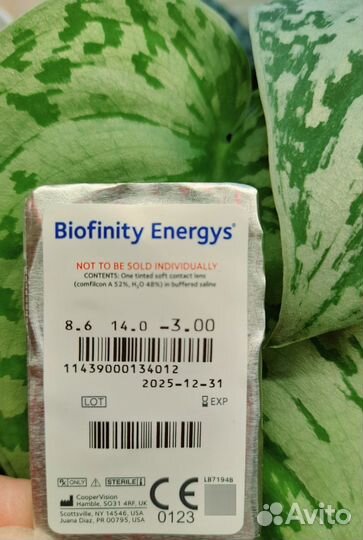 Biofinity Energys®
NOT TO BE SOLD INDIVIDUALLY
CONTENTS: One tinted soft contact lens
(comfilcon A 52%, H₂O 48%) in buffered saline
8.6 14.0 -3.00
11439000134012
2025-12-31
LOT EXP
RX ONLY STERILE
LB7194B
CooperVision
Hamble, SO31 4RF, UK
Scottsville, NY 14546, USA
Juana Diaz, PR 00795, USA
CE
0123
Avito